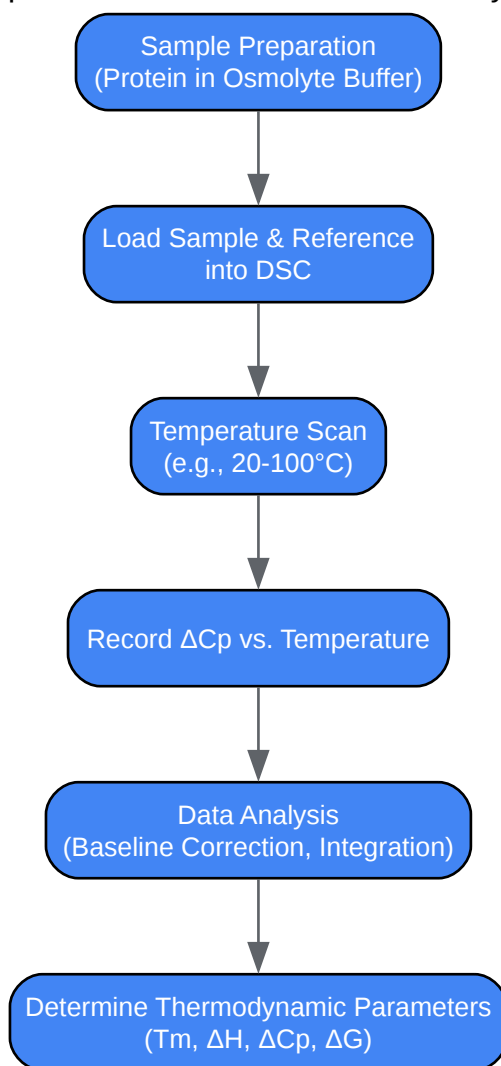 Sample Preparation
(Protein in Osmolyte Buffer)
Load Sample & Reference
into DSC
Temperature Scan
(e.g., 20-100°C)
Record ΔCp vs. Temperature
Data Analysis
(Baseline Correction, Integration)
Determine Thermodynamic Parameters
(Tm, ΔH, ΔCp, ΔG)